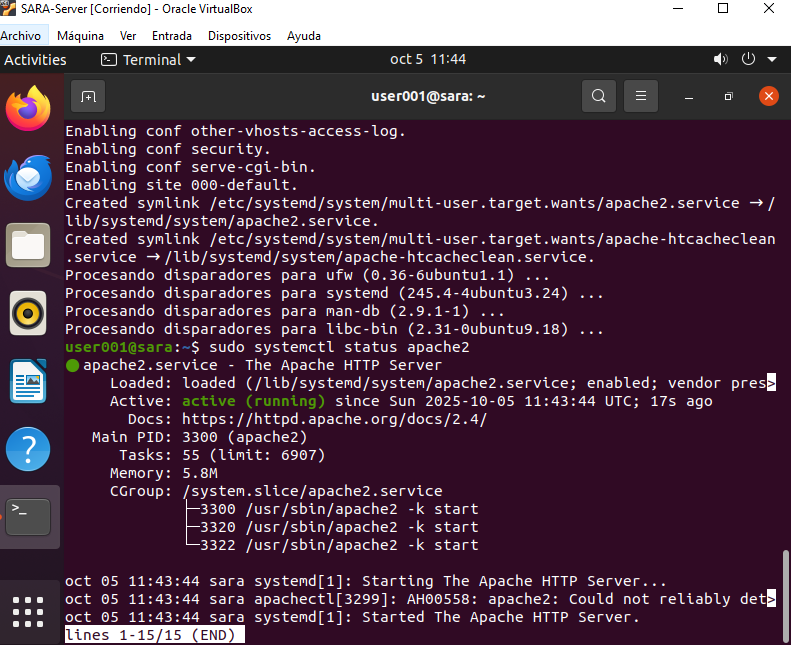 SARA-Server [Corriendo] - Oracle VirtualBox
Archivo Máquina Ver Entrada Dispositivos Ayuda
Activities Terminal oct 5 11:44
user001@sara: ~
Enabling conf other-vhosts-access-log.
Enabling conf security.
Enabling conf serve-cgi-bin.
Enabling site 000-default.
Created symlink /etc/systemd/system/multi-user.target.wants/apache2.service → /
lib/systemd/system/apache2.service.
Created symlink /etc/systemd/system/multi-user.target.wants/apache-htcacheclean
.service → /lib/systemd/system/apache-htcacheclean.service.
Procesando disparadores para ufw (0.36-6ubuntu1.1) ...
Procesando disparadores para systemd (245.4-4ubuntu3.24) ...
Procesando disparadores para man-db (2.9.1-1) ...
Procesando disparadores para libc-bin (2.31-0ubuntu9.18) ...
user001@sara:~$ sudo systemctl status apache2
● apache2.service - The Apache HTTP Server
Loaded: loaded (/lib/systemd/system/apache2.service; enabled; vendor pres>
Active: active (running) since Sun 2025-10-05 11:43:44 UTC; 17s ago
Docs: https://httpd.apache.org/docs/2.4/
Main PID: 3300 (apache2)
Tasks: 55 (limit: 6907)
Memory: 5.8M
CGroup: /system.slice/apache2.service
├─3300 /usr/sbin/apache2 -k start
├─3320 /usr/sbin/apache2 -k start
└─3322 /usr/sbin/apache2 -k start
oct 05 11:43:44 sara systemd[1]: Starting The Apache HTTP Server...
oct 05 11:43:44 sara apachectl[3299]: AH00558: apache2: Could not reliably det>
oct 05 11:43:44 sara systemd[1]: Started The Apache HTTP Server.
lines 1-15/15 (END)